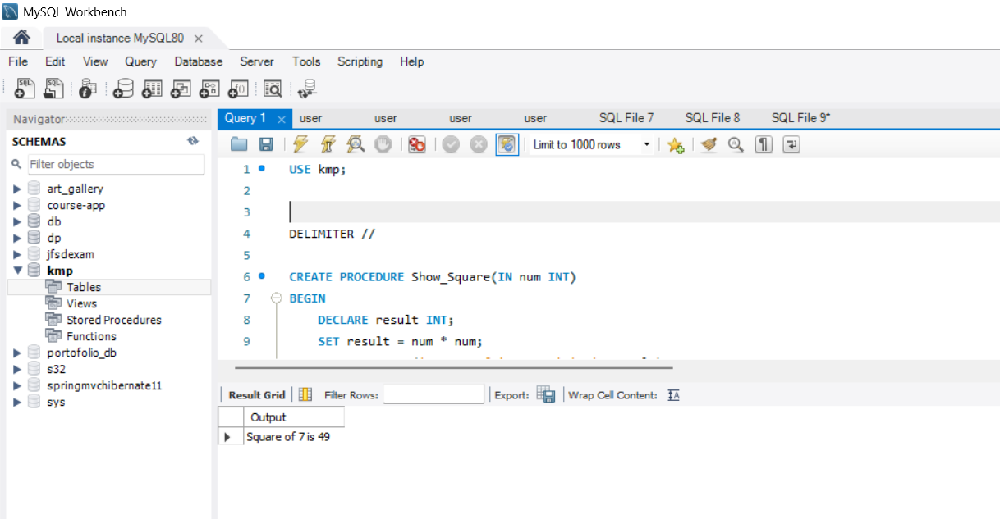 MySQL Workbench
Local instance MySQL80
File Edit View Query Database Server Tools Scripting Help
SQL SQL
Navigator
SCHEMAS
Filter objects
art_gallery
course-app
db
dp
jfsdexam
kmp
Tables
Views
Stored Procedures
Functions
portofolio_db
s32
springmvchibernate11
sys
Query 1 user user user user SQL File 7 SQL File 8 SQL File 9*
Limit to 1000 rows
1 USE kmp;
2
3
4 DELIMITER //
5
6 CREATE PROCEDURE Show_Square(IN num INT)
7 BEGIN
8 DECLARE result INT;
9 SET result = num * num;
Result Grid Filter Rows: Export: Wrap Cell Content:
Output
Square of 7 is 49